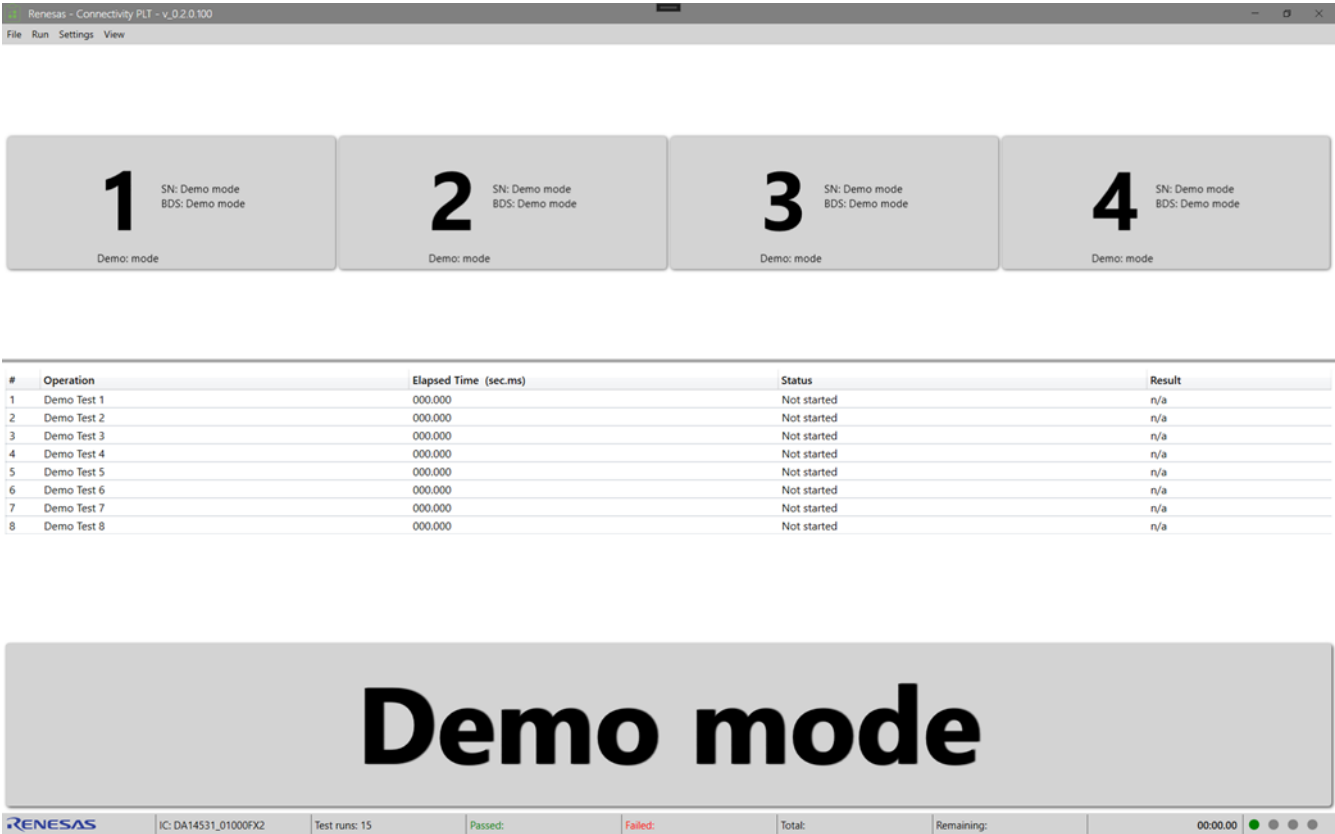 Renesas - Connectivity PLT - v_0.2.0.100
File Run Settings View
1 SN: Demo mode
BDS: Demo mode
Demo: mode
2 SN: Demo mode
BDS: Demo mode
Demo: mode
3 SN: Demo mode
BDS: Demo mode
Demo: mode
4 SN: Demo mode
BDS: Demo mode
Demo: mode
# Operation Elapsed Time (sec.ms) Status Result
1 Demo Test 1 000.000 Not started n/a
2 Demo Test 2 000.000 Not started n/a
3 Demo Test 3 000.000 Not started n/a
4 Demo Test 4 000.000 Not started n/a
5 Demo Test 5 000.000 Not started n/a
6 Demo Test 6 000.000 Not started n/a
7 Demo Test 7 000.000 Not started n/a
8 Demo Test 8 000.000 Not started n/a
Demo mode
RENESAS IC: DA14531_01000FX2 Test runs: 15 Passed: Failed: Total: Remaining: 00:00.00